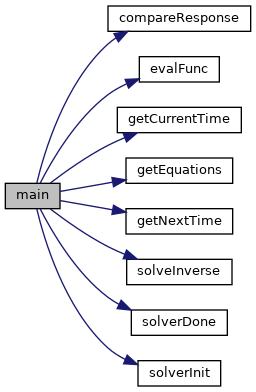 compareResponse
evalFunc
getCurrentTime
getEquations
main
getNextTime
solveInverse
solverDone
solverInit